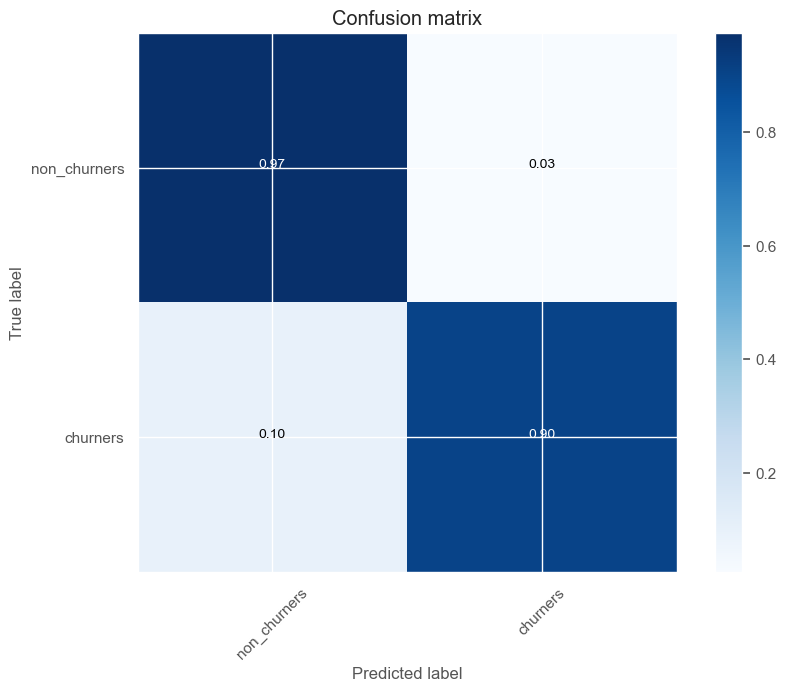 Confusion matrix
non_churners
0.97
0.03
churners
0.10
0.90
True label
non_churners
churners
Predicted label
0.8
0.6
0.4
0.2